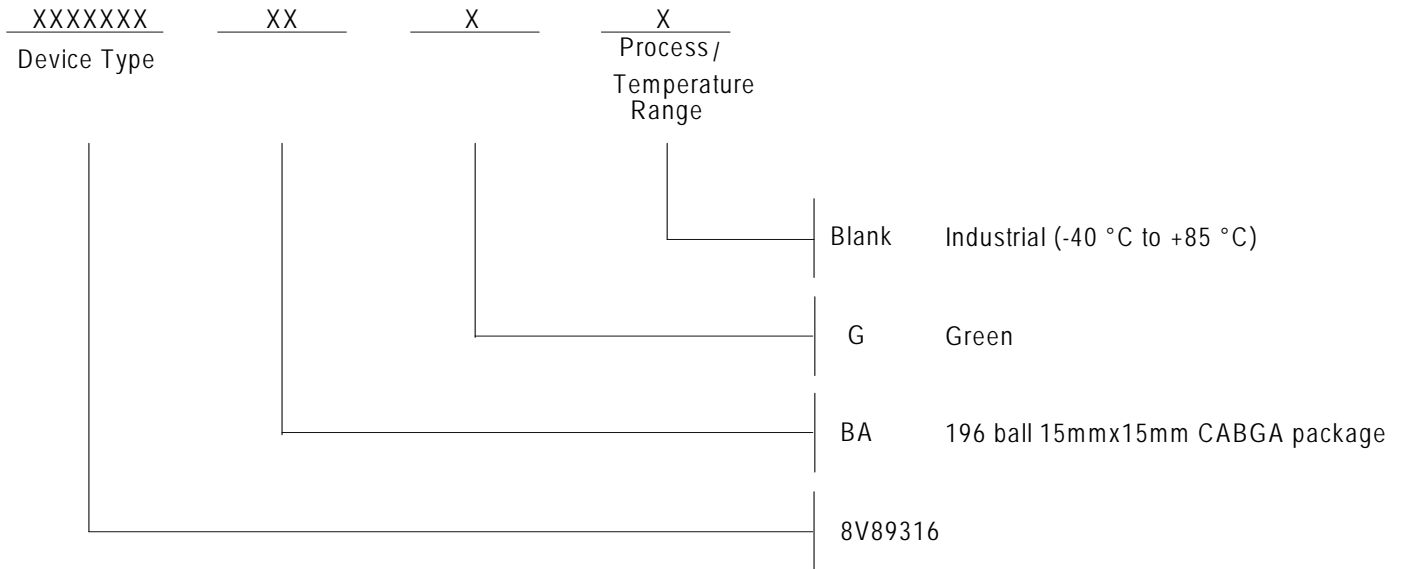 XXXXXXX XX X X
Device Type
Process/
Temperature
Range
Blank Industrial (-40 °C to +85 °C)
G Green
BA 196 ball 15mmx15mm CABGA package
8V89316